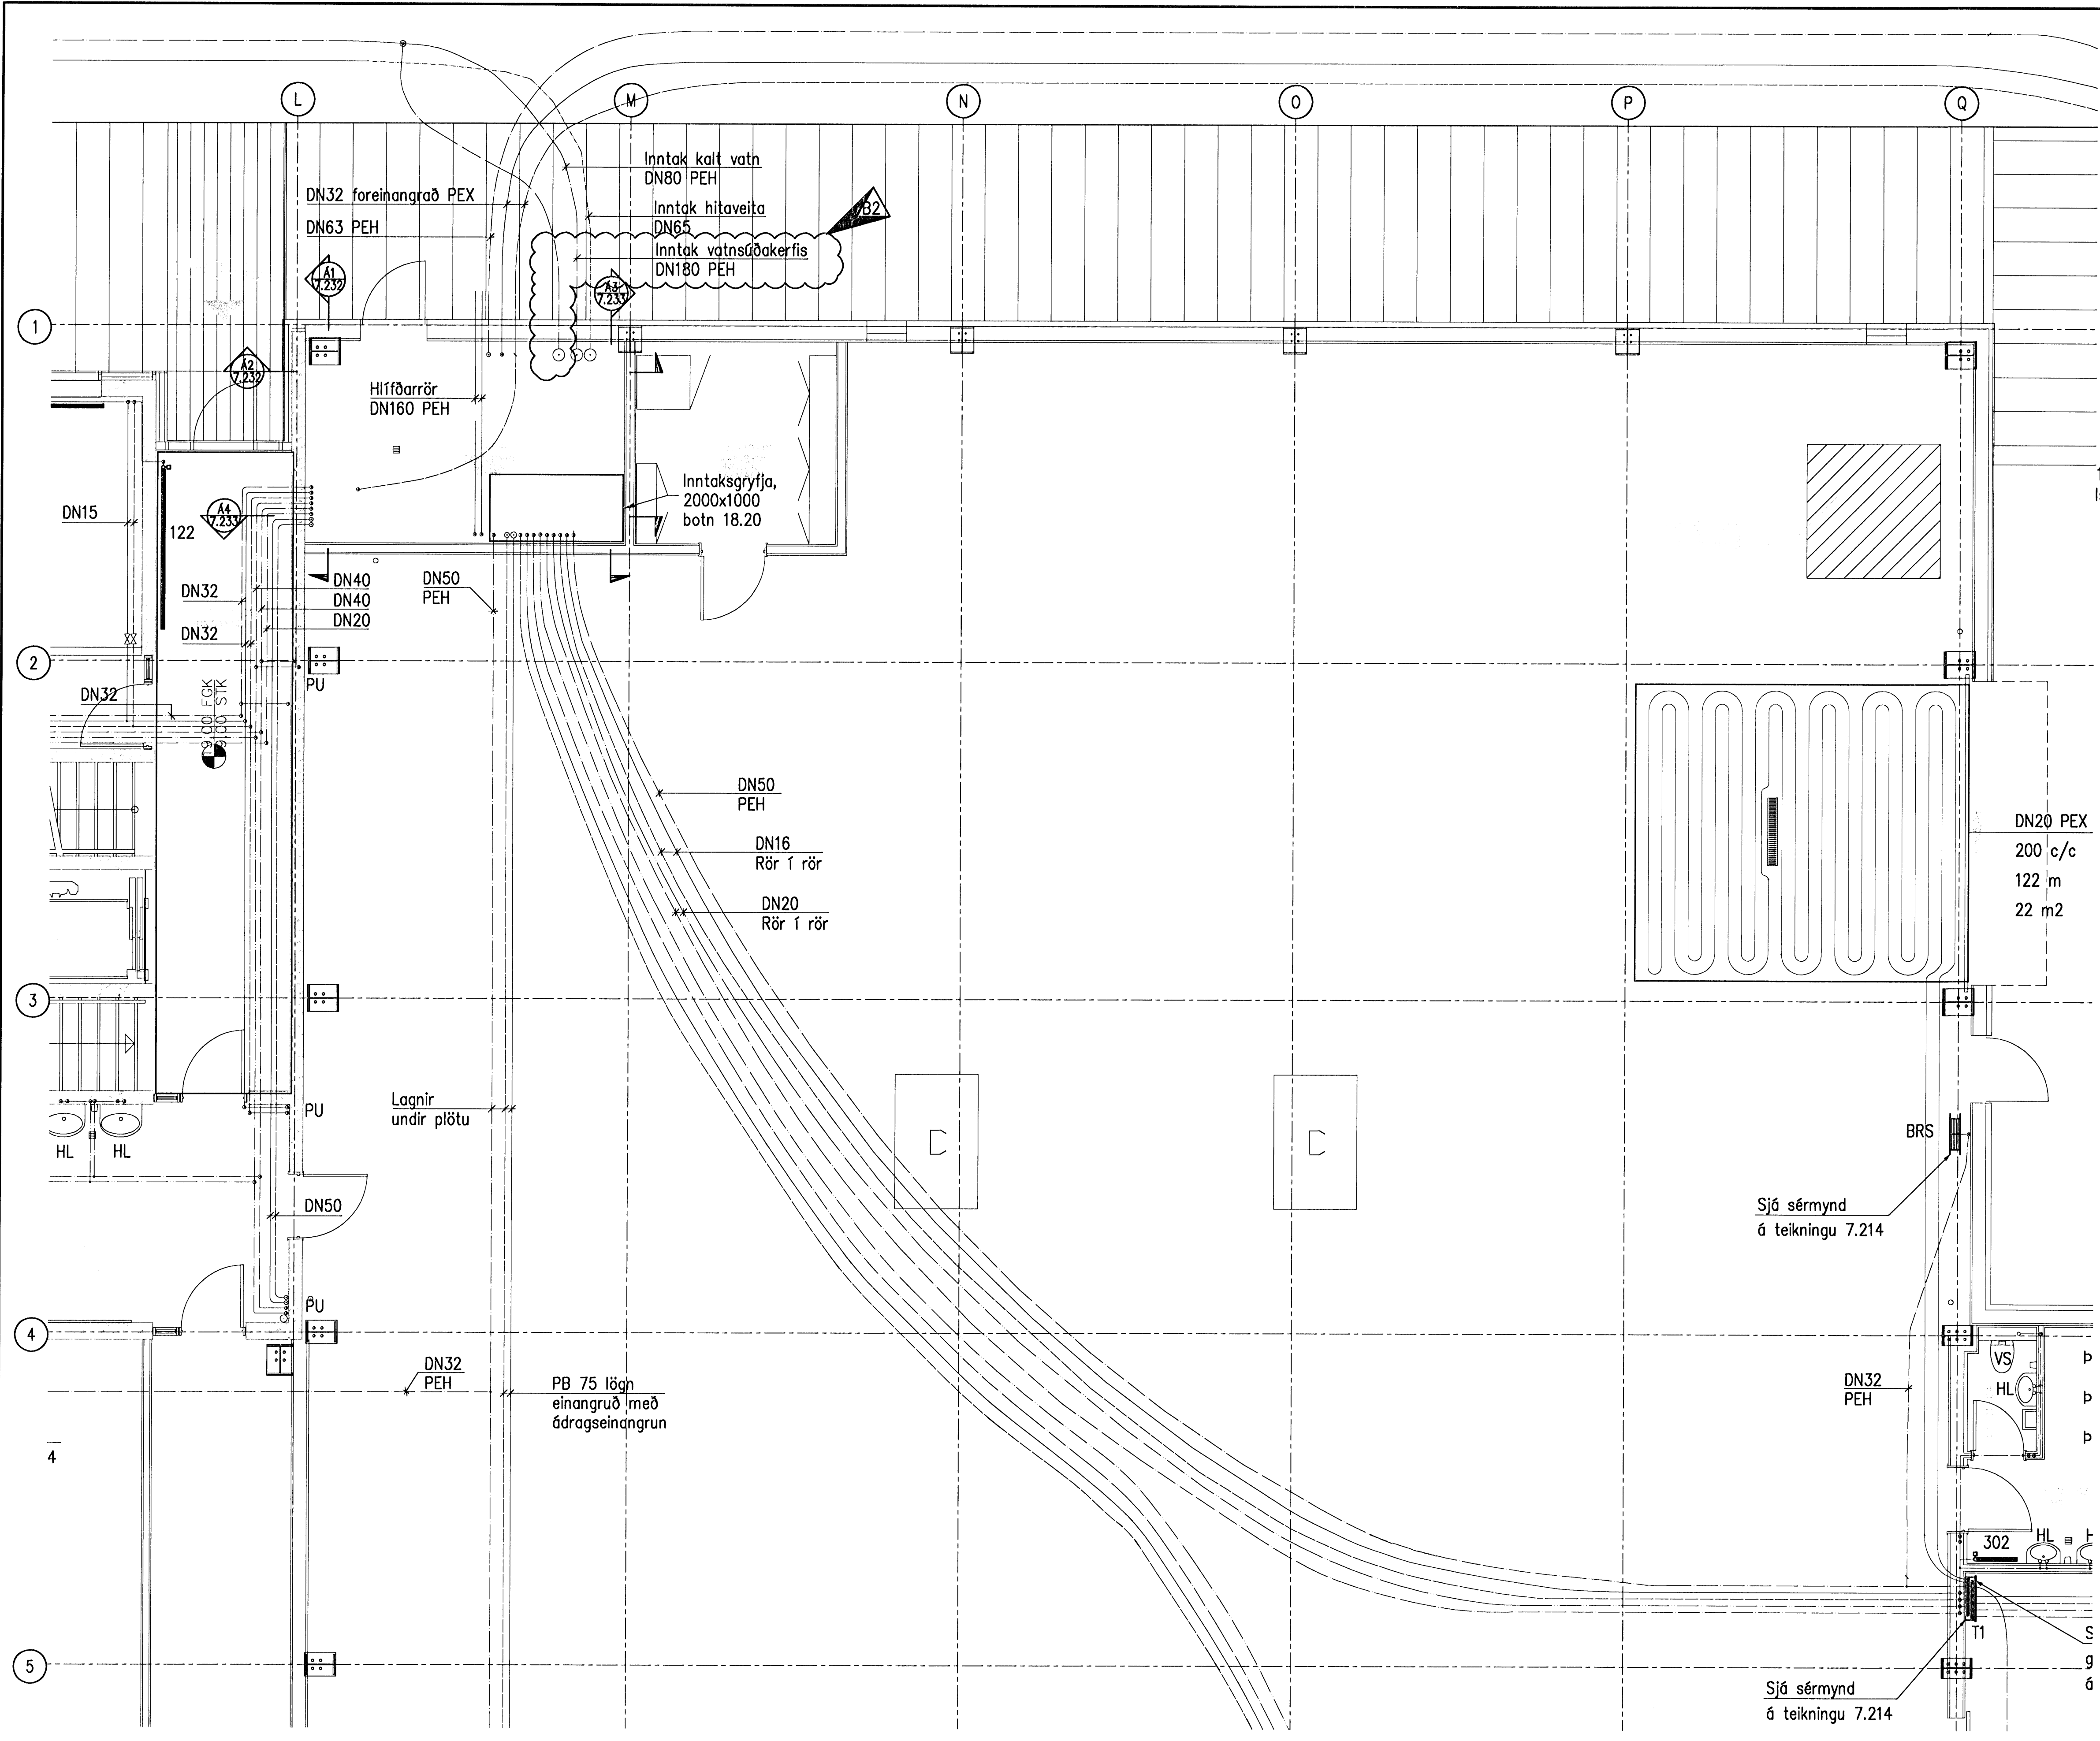 L
M
N
O
P
Q
Inntak kalt vatn
DN80 PEH
DN32 foreinangrað PEX
Inntak hitaveita
DN65
B2
DN63 PEH
Inntak vatnsúðakerfis
DN180 PEH
A1
7.232
A3
7.233
1
A2
7.232
Hlífðarrör
DN160 PEH
Inntaksgryfja,
2000x1000
botn 18.20
DN15
A4
7.233
122
DN32
DN40
DN40
DN20
DN32
DN50
PEH
2
PU
DN32
19.00 FGK
STK
DN50
PEH
DN16
Rör í rör
DN20
Rör í rör
DN20 PEX
200 c/c
122 m
22 m2
3
Lagnir
undir plötu
PU
HL
HL
BRS
DN50
Sjá sérmynd
á teikningu 7.214
PU
4
DN32
PEH
PB 75 lögn
einangruð með
ádragseinangrun
VS
HL
DN32
PEH
þ
þ
þ
4
302
HL
T1
S
g
á
5
Sjá sérmynd
á teikningu 7.214